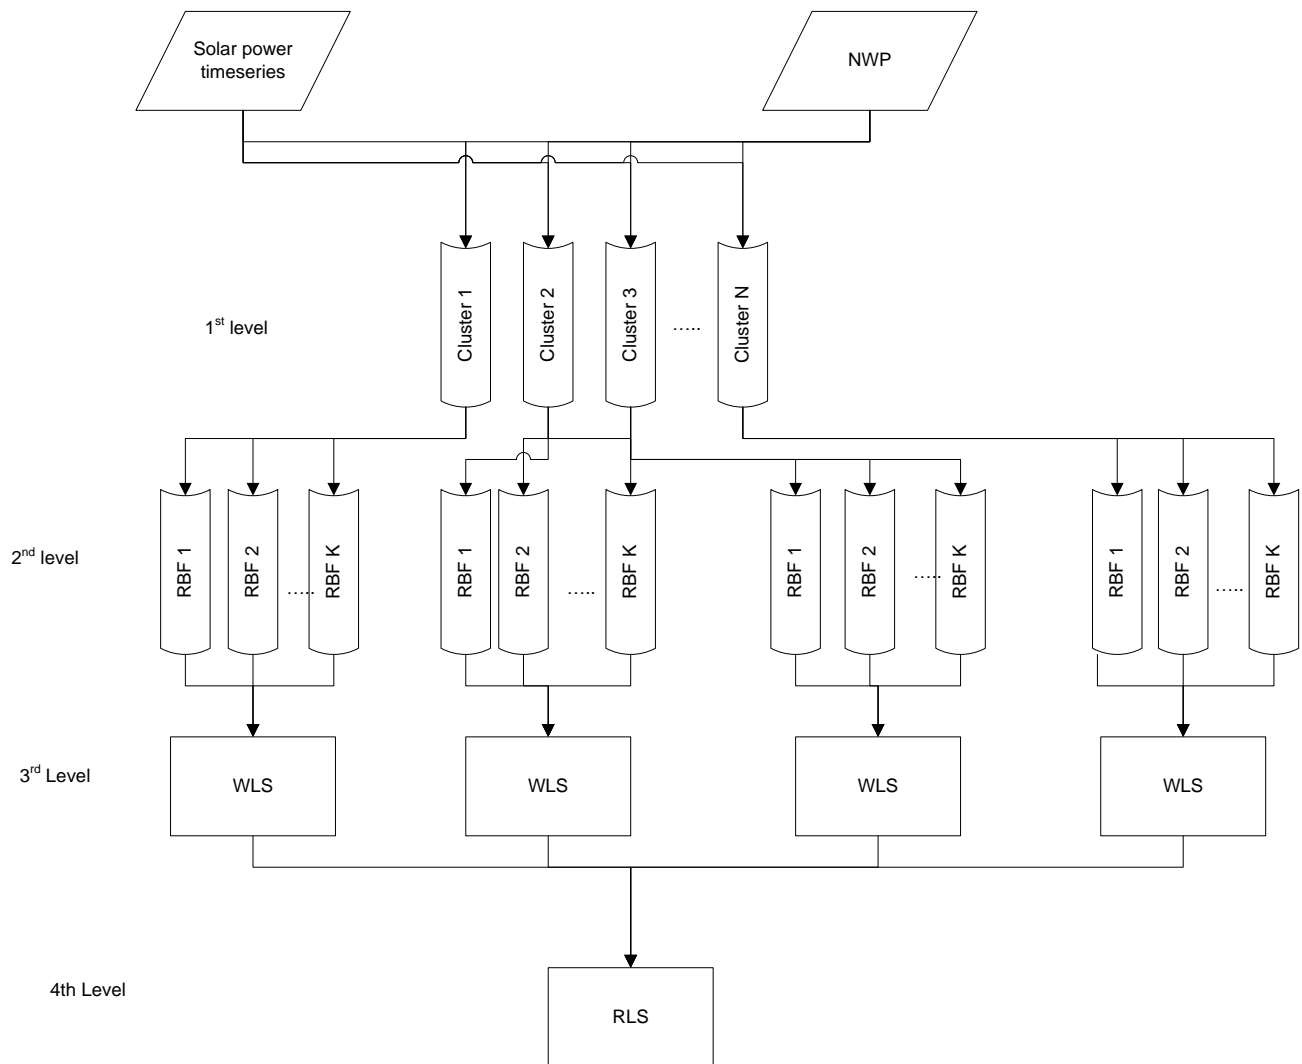 Solar power
timeseries
NWP
Cluster 1
Cluster 2
Cluster 3
.....
Cluster N
1st level
2nd level
RBF 1
RBF 2
.....
RBF K
RBF 1
RBF 2
.....
RBF K
RBF 1
RBF 2
.....
RBF K
RBF 1
RBF 2
.....
RBF K
3rd Level
WLS
WLS
WLS
WLS
4th Level
RLS